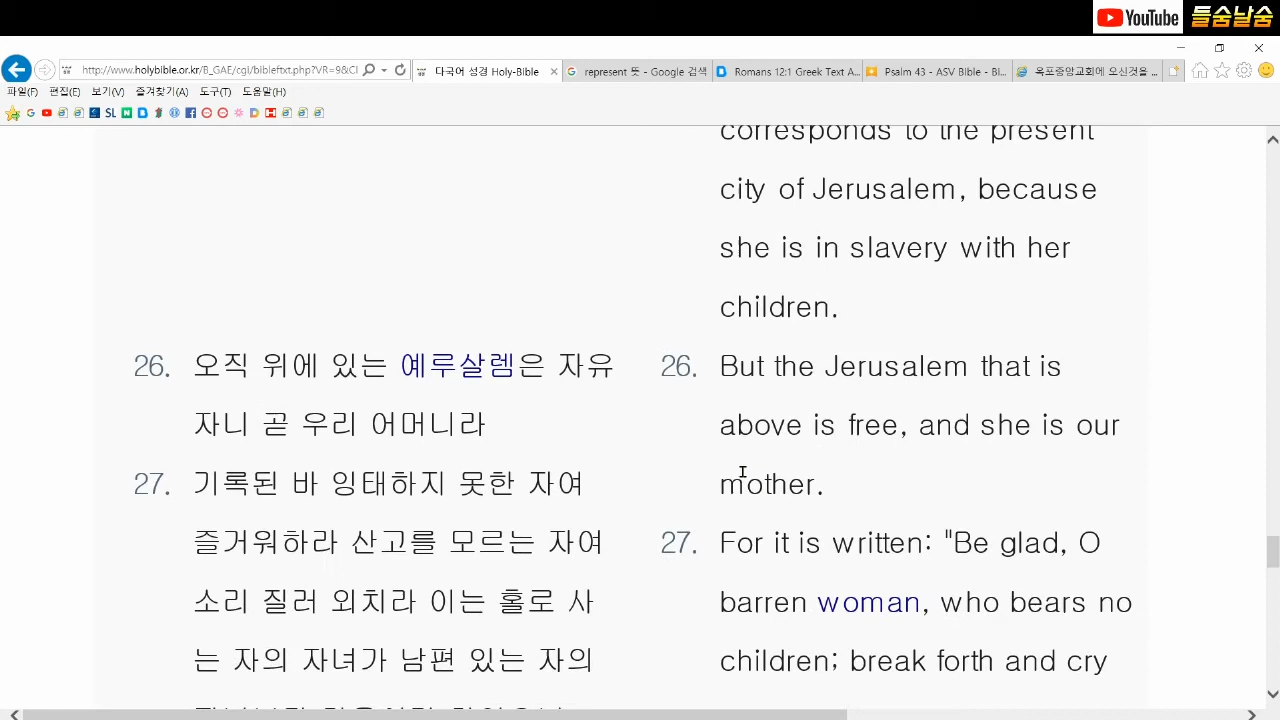 YouTube 들숨날숨
http://www.holybible.or.kr/B_GAE/cgi/bibleftxt.php?VR=9&CI
다국어 성경 Holy-Bible
represent 뜻 - Google 검색
Romans 12:1 Greek Text A...
Psalm 43 - ASV Bible - Bi...
옥포중앙교회에 오신것을 ...
파일(F) 편집(E) 보기(V) 즐겨찾기(A) 도구(T) 도움말(H)
corresponds to the present
city of Jerusalem, because
she is in slavery with her
children.
26. 오직 위에 있는 예루살렘은 자유
자니 곧 우리 어머니라
27. 기록된 바 잉태하지 못한 자여
즐거워하라 산고를 모르는 자여
소리 질러 외치라 이는 홀로 사
는 자의 자녀가 남편 있는 자의
26. But the Jerusalem that is
above is free, and she is our
mother.
27. For it is written: "Be glad, O
barren woman, who bears no
children; break forth and cry